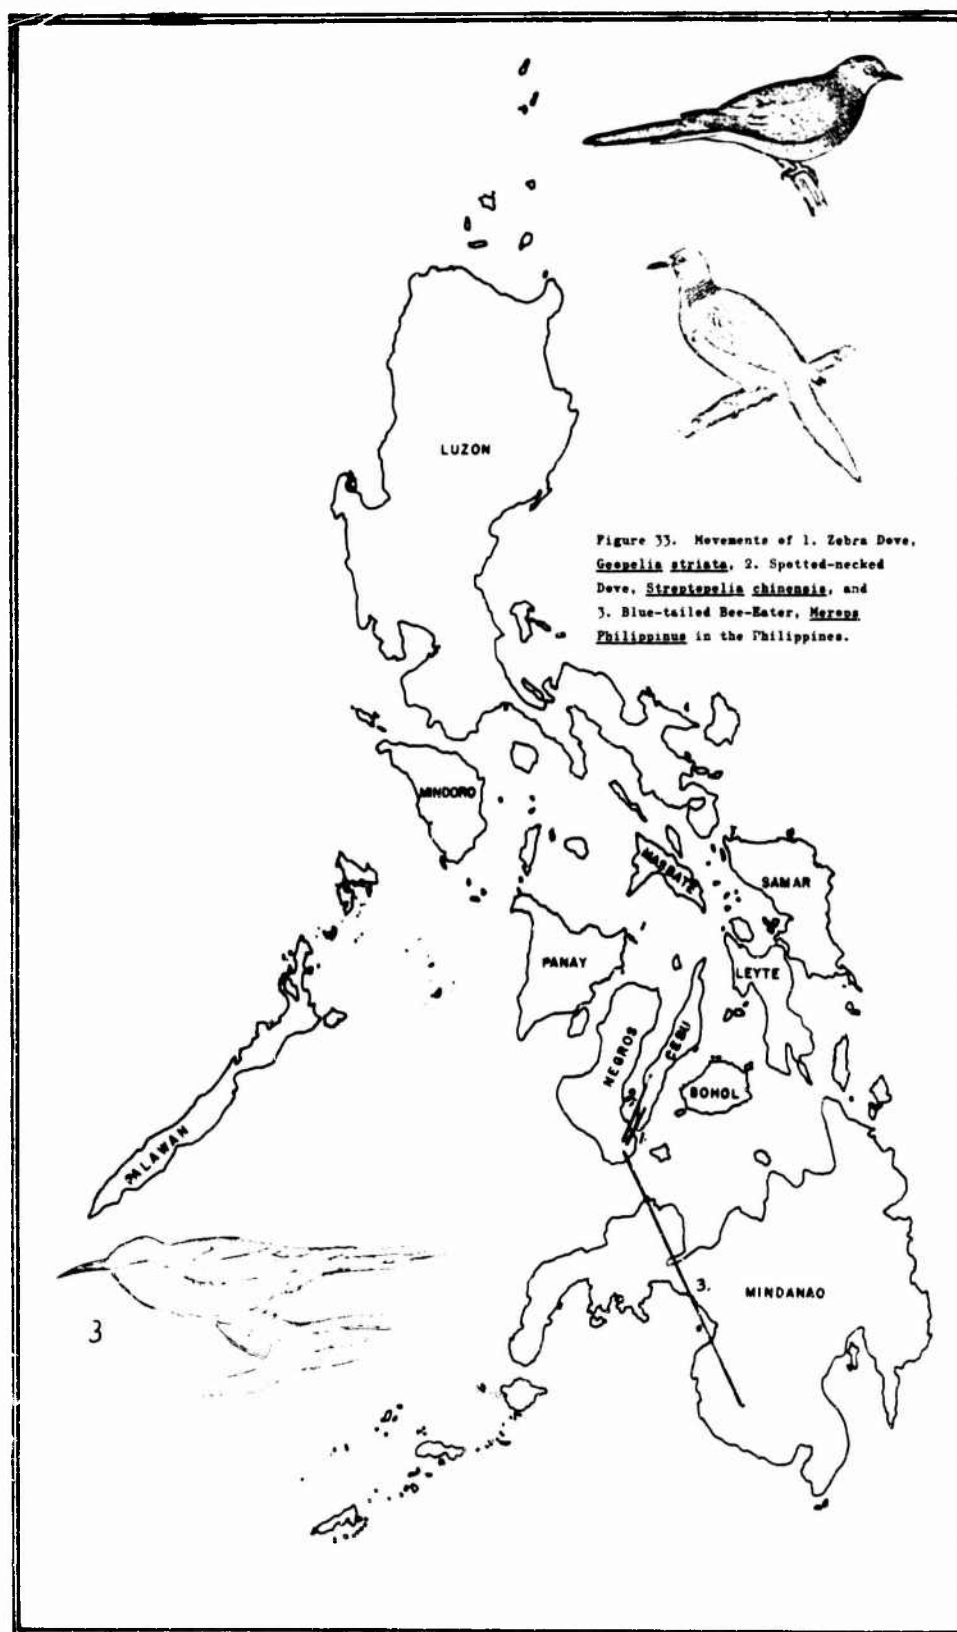 LUZON
Figure 33. Movements of 1. Zebra Dove,
Geopelia striata, 2. Spotted-necked
Dove, Streptopelia chinensis, and
3. Blue-tailed Bee-Eater, Merops
Philippinus in the Philippines.
MINDORO
MASBATE
SAMAR
PANAY
LEYTE
NEGROS
CEBU
BOHOL
PALAWAN
1.
3.
MINDANAO
3